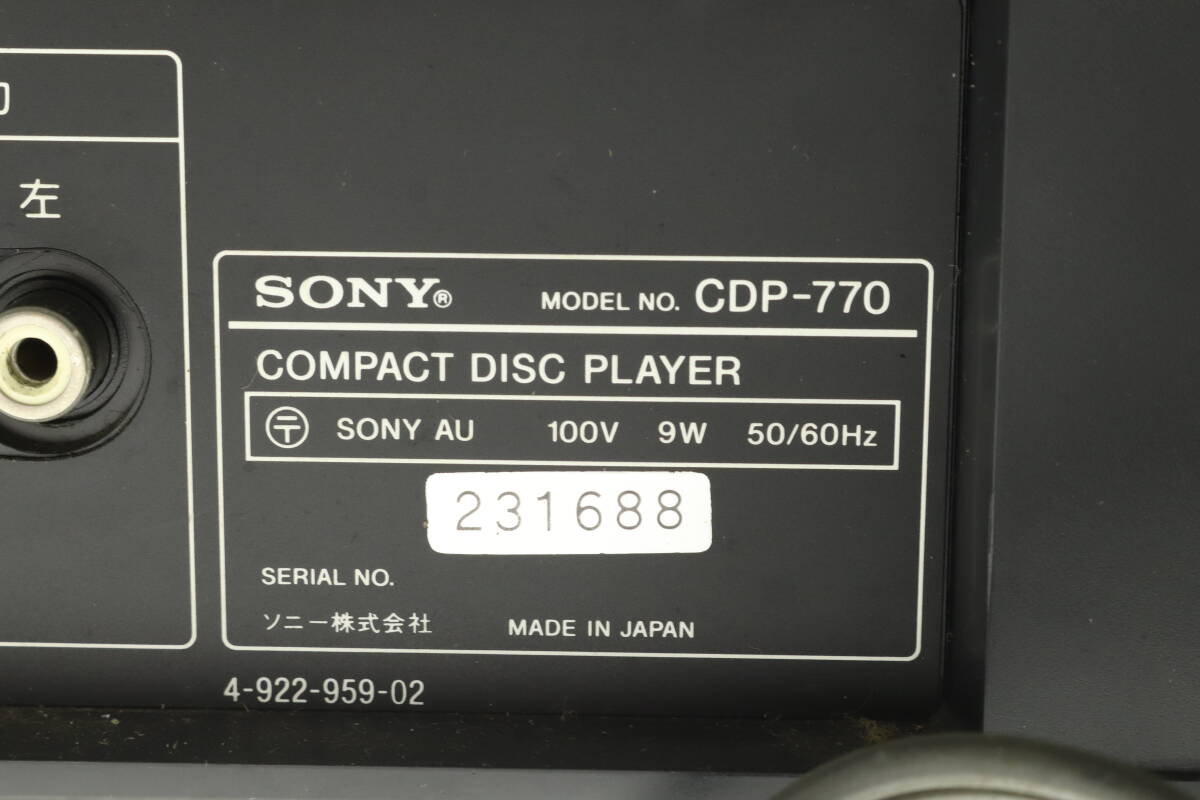 左
SONY® MODEL NO. CDP-770
COMPACT DISC PLAYER
〒 SONY AU 100V 9W 50/60Hz
231688
SERIAL NO.
ソニー株式会社 MADE IN JAPAN
4-922-959-02